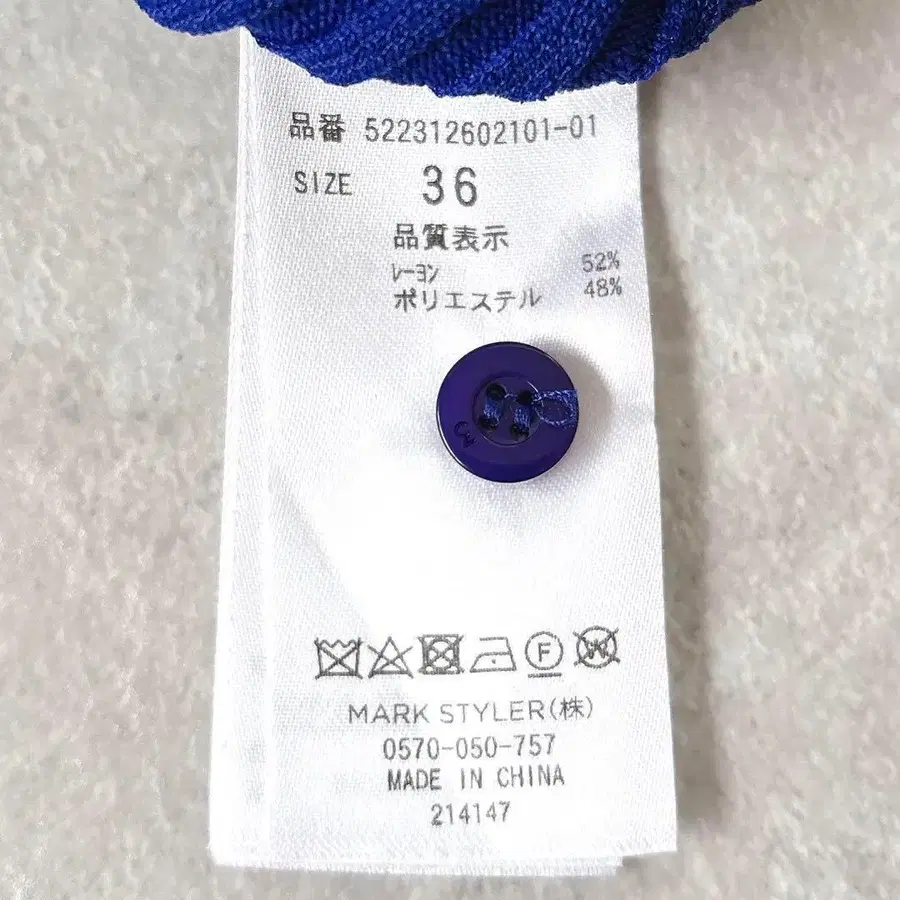 品番 522312602101-01
SIZE 36
品質表示
レーヨン 52%
ポリエステル 48%
F
W
MARK STYLER(株)
0570-050-757
MADE IN CHINA
214147